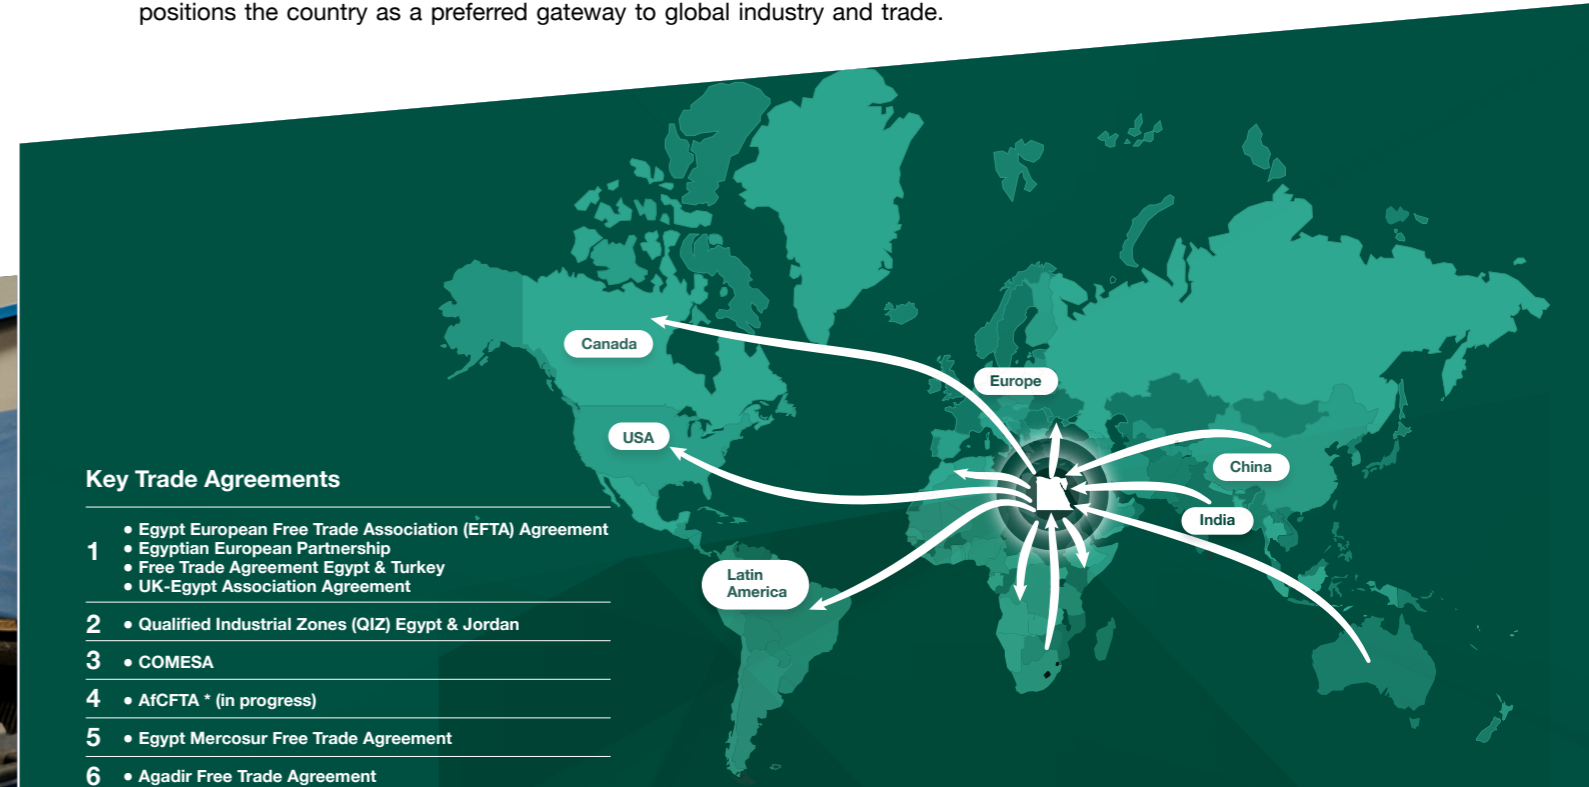 positions the country as a preferred gateway to global industry and trade.
Canada
Europe
USA
China
India
Latin
America
Key Trade Agreements
1
• Egypt European Free Trade Association (EFTA) Agreement
• Egyptian European Partnership
• Free Trade Agreement Egypt & Turkey
• UK-Egypt Association Agreement
2 • Qualified Industrial Zones (QIZ) Egypt & Jordan
3 • COMESA
4 • AfCFTA * (in progress)
5 • Egypt Mercosur Free Trade Agreement
6 • Agadir Free Trade Agreement